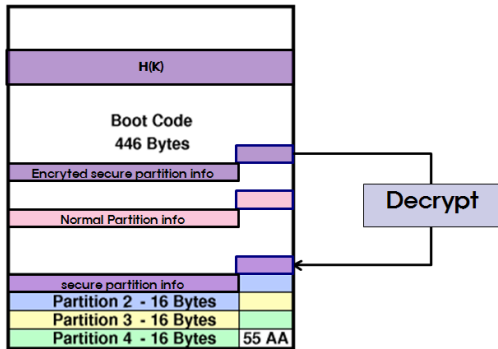 H(K)
Boot Code
446 Bytes
Encryted secure partition info
Decrypt
Normal Partition info
secure partition info
Partition 2 - 16 Bytes
Partition 3 - 16 Bytes
Partition 4 - 16 Bytes 55 AA